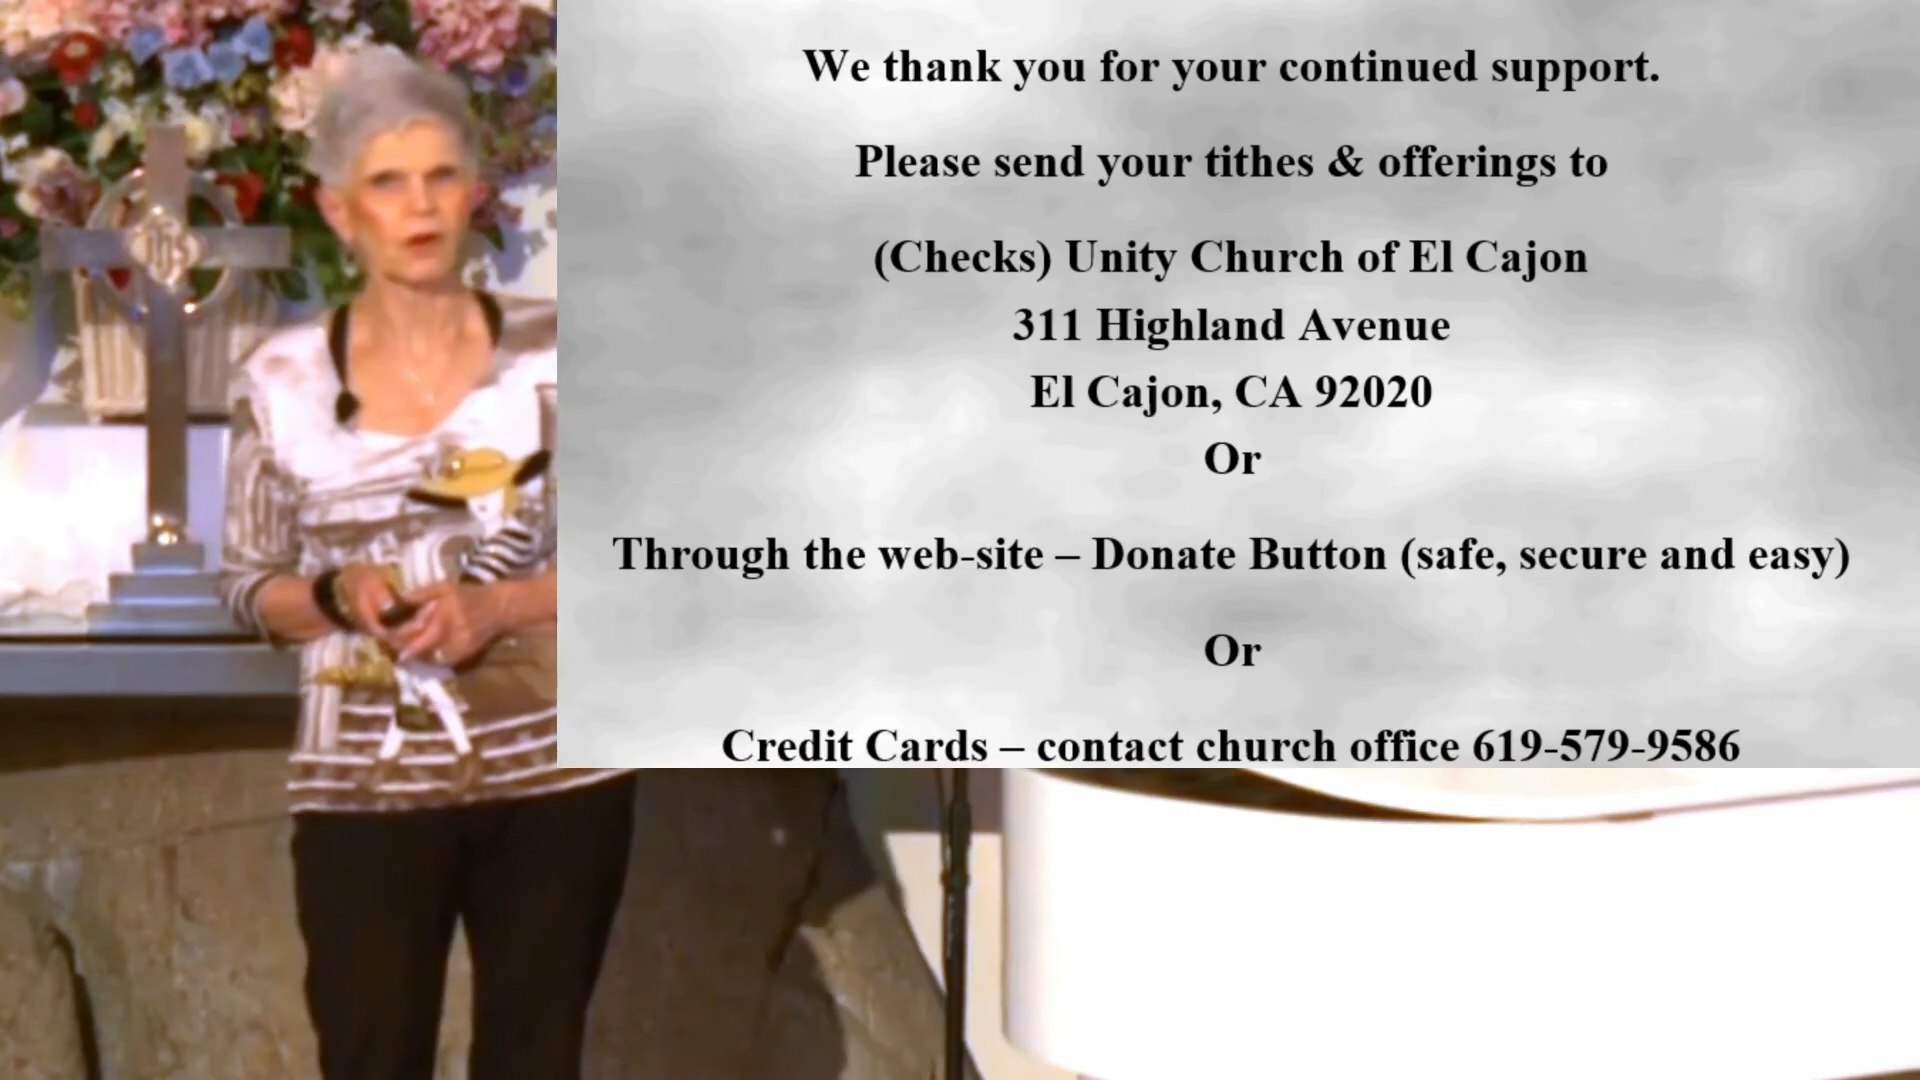 We thank you for your continued support.
Please send your tithes & offerings to
(Checks) Unity Church of El Cajon
311 Highland Avenue
El Cajon, CA 92020
Or
Through the web-site – Donate Button (safe, secure and easy)
Or
Credit Cards – contact church office 619-579-9586
IHS